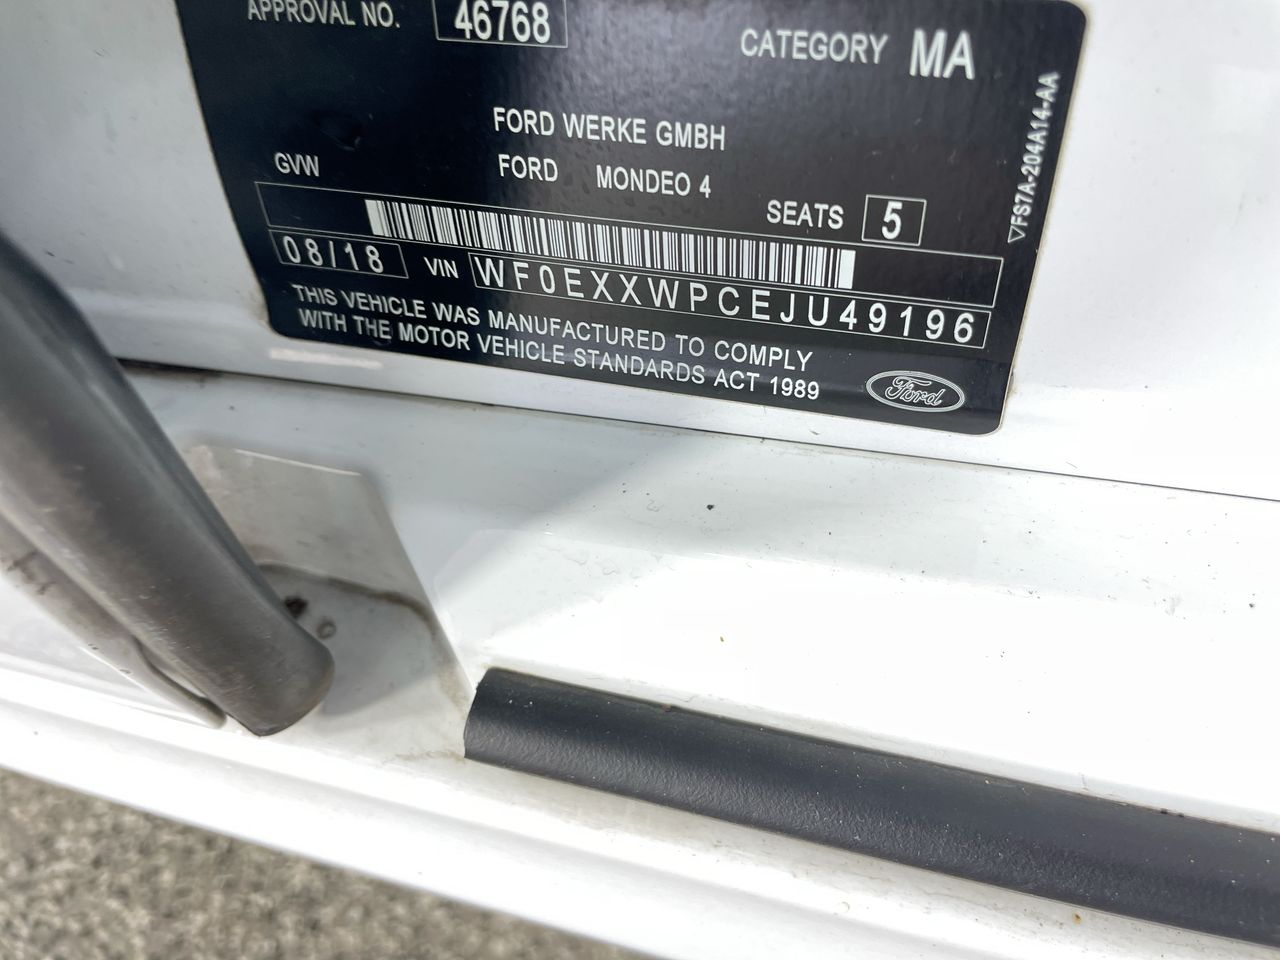 APPROVAL NO. 46768
CATEGORY MA
FORD WERKE GMBH
GVW
FORD MONDEO 4
SEATS 5
08/18 VIN WF0EXXWPCEJU49196
THIS VEHICLE WAS MANUFACTURED TO COMPLY
WITH THE MOTOR VEHICLE STANDARDS ACT 1989
Ford
FS7A-204A14-AA